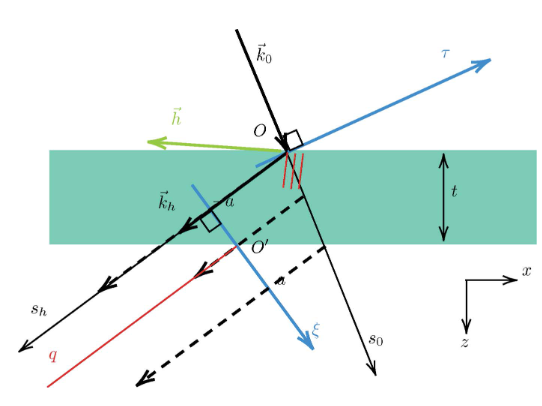 k⃗₀
τ
O
h⃗
t
k⃗ₕ
a
O′
x
a
sₕ
ξ
s₀
z
q